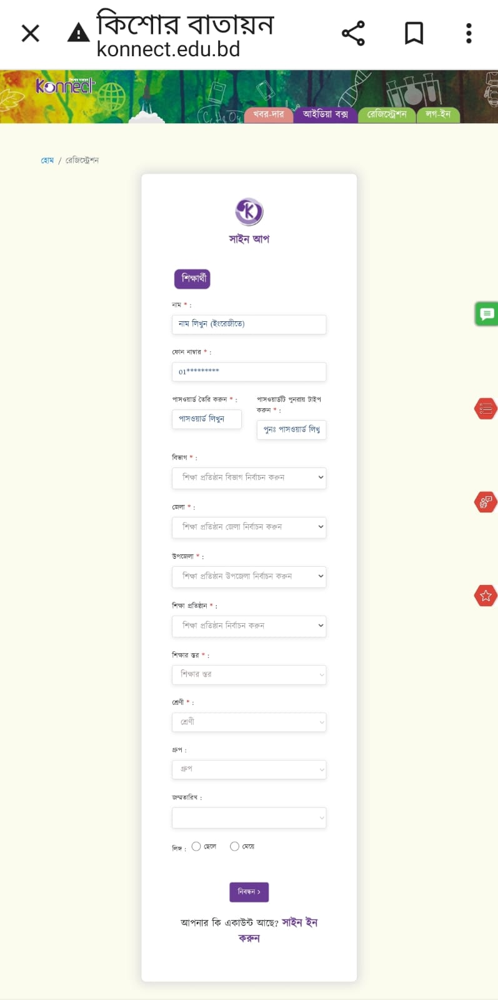 কিশোর বাতায়ন
konnect.edu.bd
কিশোর বাতায়ন
Konnect
খবর-দার
আইডিয়া বক্স
রেজিস্ট্রেশন
লগ-ইন
হোম / রেজিস্ট্রেশন
K
সাইন আপ
শিক্ষার্থী
নাম * :
নাম লিখুন (ইংরেজীতে)
ফোন নাম্বার * :
01*********
পাসওয়ার্ড তৈরি করুন * :
পাসওয়ার্ড লিখুন
পাসওয়ার্ডটি পুনরায় টাইপ
করুন * :
পুনঃ পাসওয়ার্ড লিখু
বিভাগ * :
শিক্ষা প্রতিষ্ঠান বিভাগ নির্বাচন করুন
জেলা * :
শিক্ষা প্রতিষ্ঠান জেলা নির্বাচন করুন
উপজেলা * :
শিক্ষা প্রতিষ্ঠান উপজেলা নির্বাচন করুন
শিক্ষা প্রতিষ্ঠান * :
শিক্ষা প্রতিষ্ঠান নির্বাচন করুন
শিক্ষার স্তর * :
শিক্ষার স্তর
শ্রেণী * :
শ্রেণী
গ্রুপ :
গ্রুপ
জন্মতারিখ :
লিঙ্গ : ছেলে মেয়ে
নিবন্ধন >
আপনার কি একাউন্ট আছে? সাইন ইন
করুন